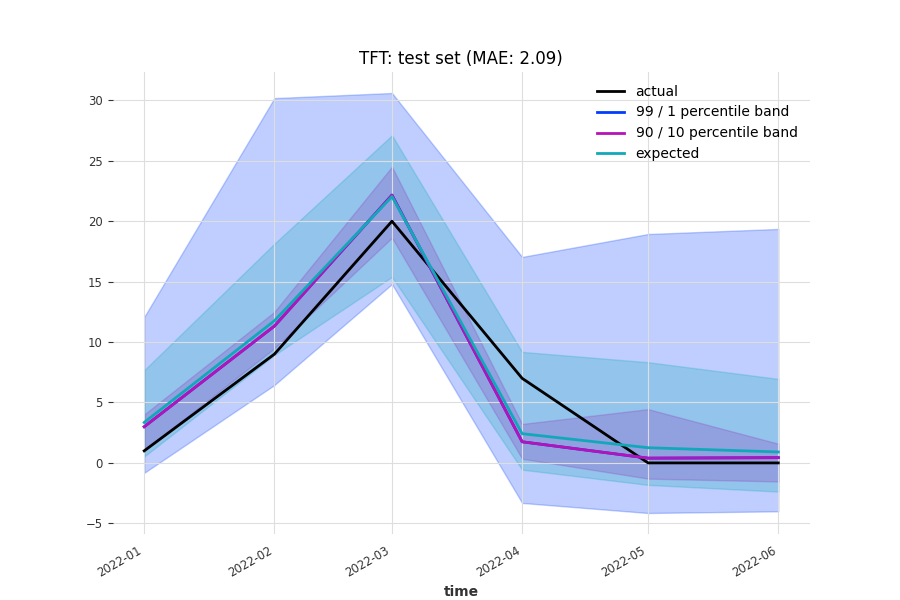 TFT: test set (MAE: 2.09)
actual
99 / 1 percentile band
90 / 10 percentile band
expected
30
25
20
15
10
5
0
−5
2022-01
2022-02
2022-03
2022-04
2022-05
2022-06
time